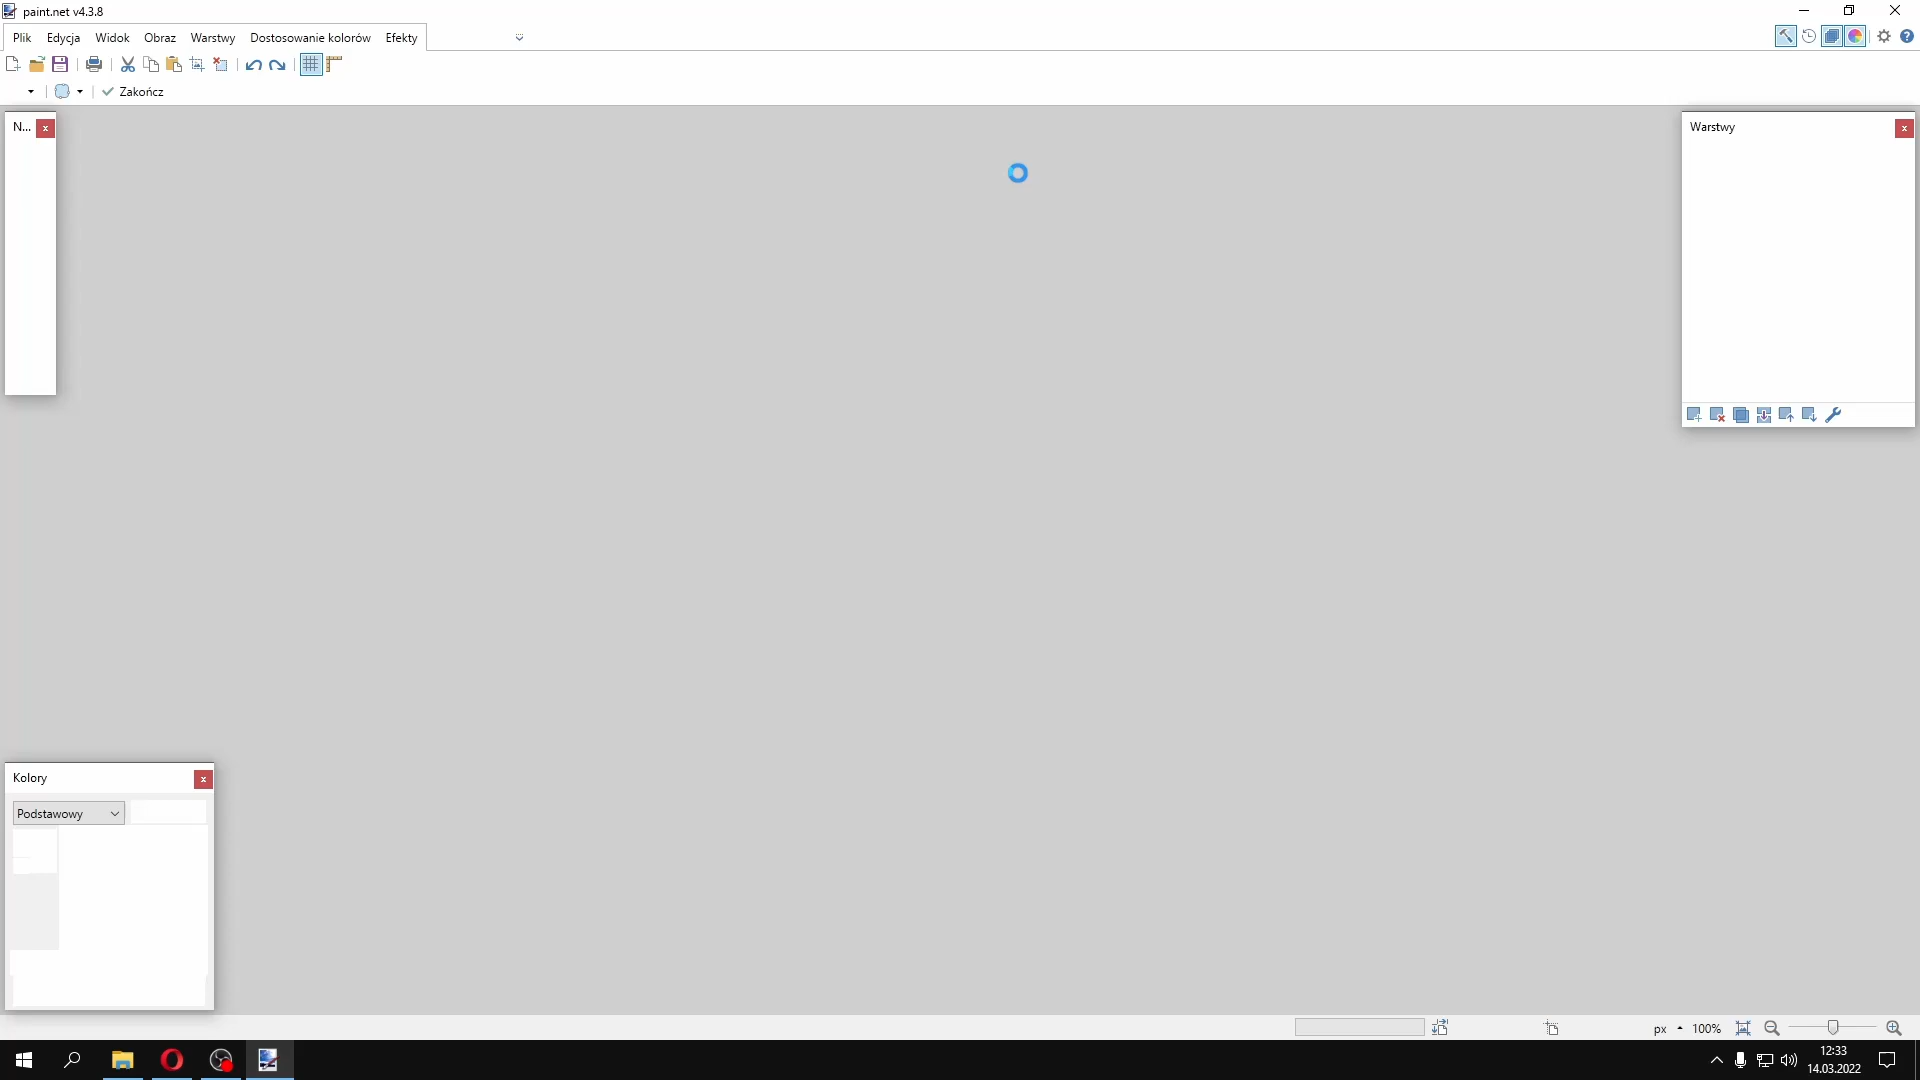 paint.net v4.3.8
Plik Edycja Widok Obraz Warstwy Dostosowanie kolorów Efekty
Zakończ
N...
Warstwy
Kolory
Podstawowy
px 100%
12:33
14.03.2022